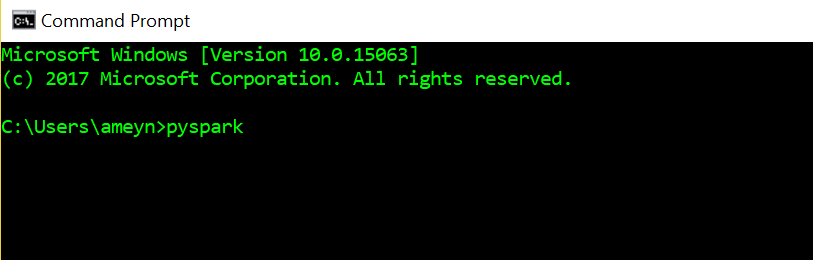 Command Prompt
Microsoft Windows [Version 10.0.15063]
(c) 2017 Microsoft Corporation. All rights reserved.
C:\Users\ameyn>pyspark